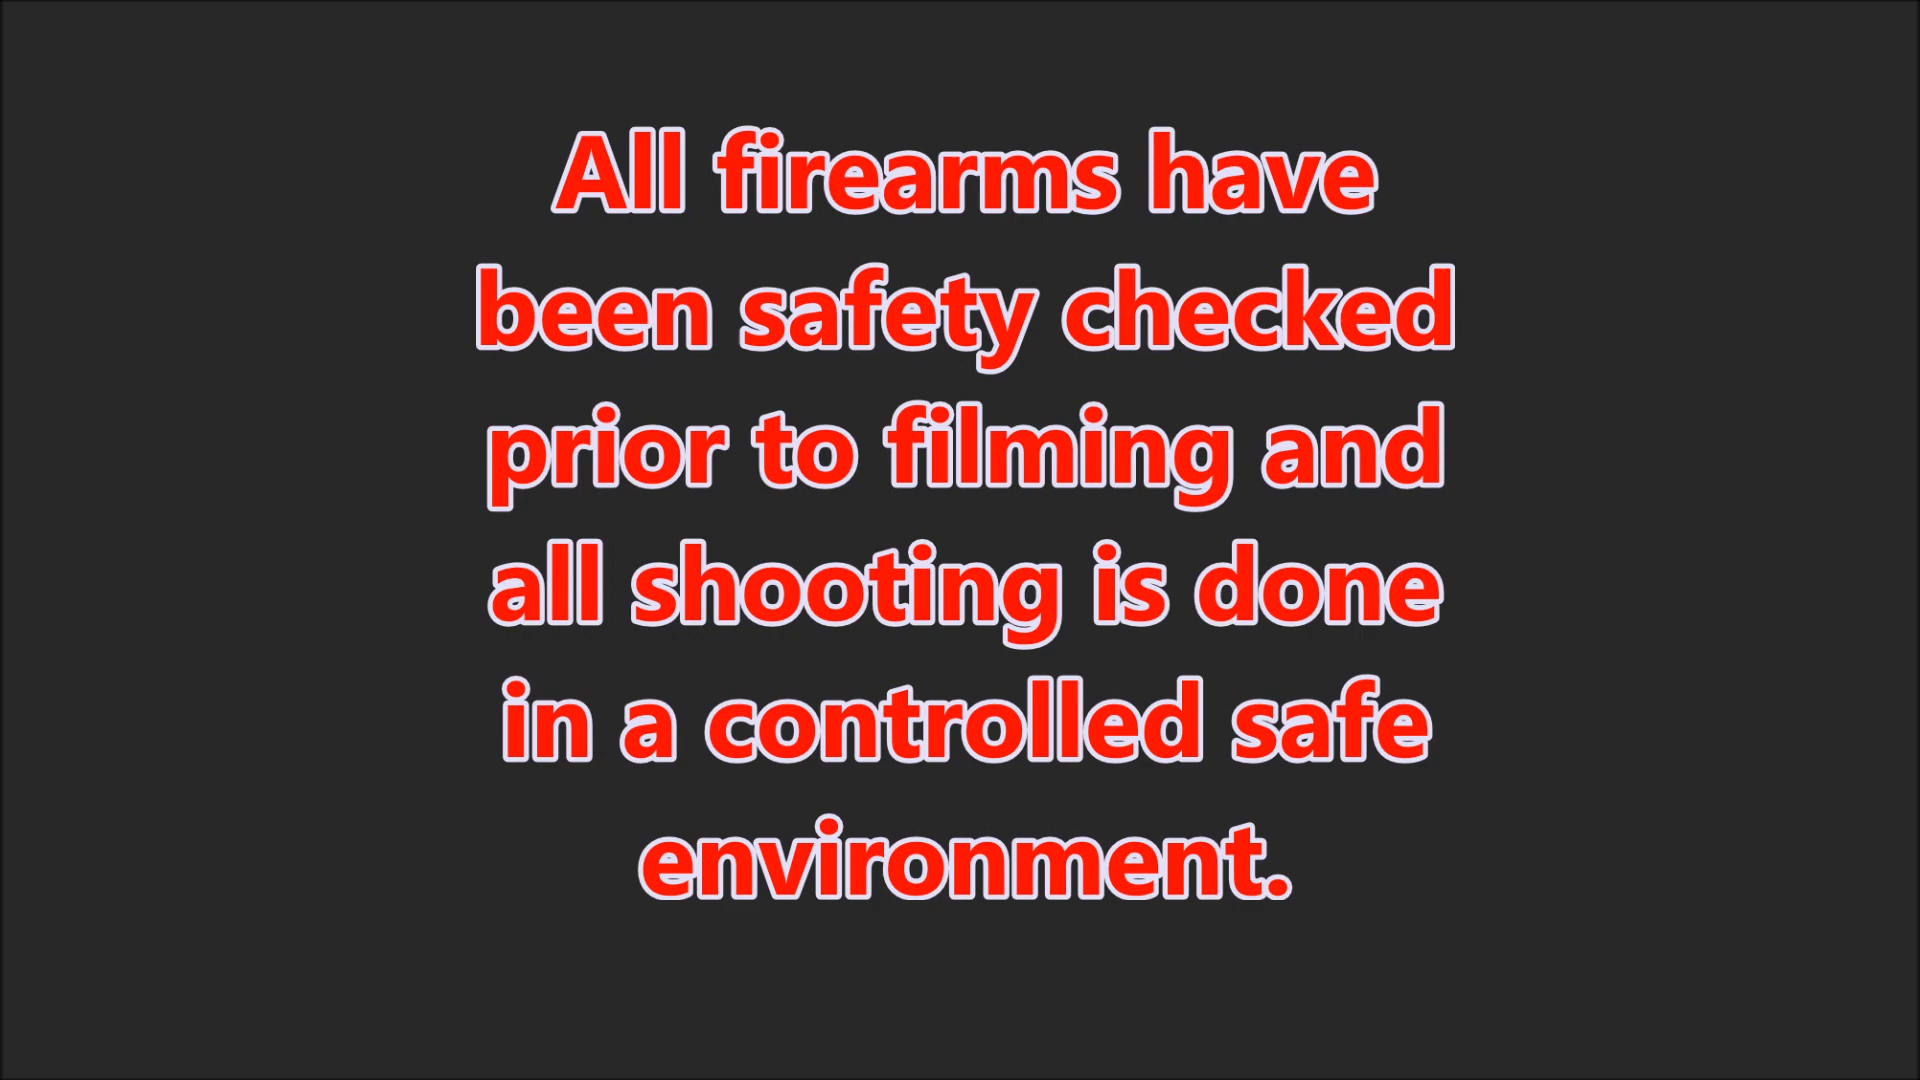 All firearms have
been safety checked
prior to filming and
all shooting is done
in a controlled safe
environment.